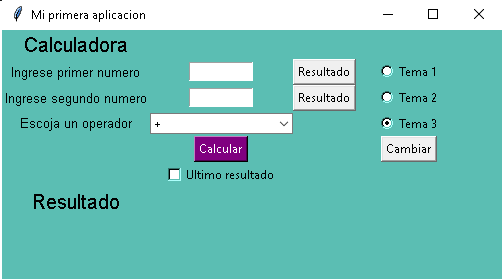 Mi primera aplicacion
Calculadora
Ingrese primer numero Resultado Tema 1
Ingrese segundo numero Resultado Tema 2
Escoja un operador + Tema 3
Calcular Cambiar
Ultimo resultado
Resultado